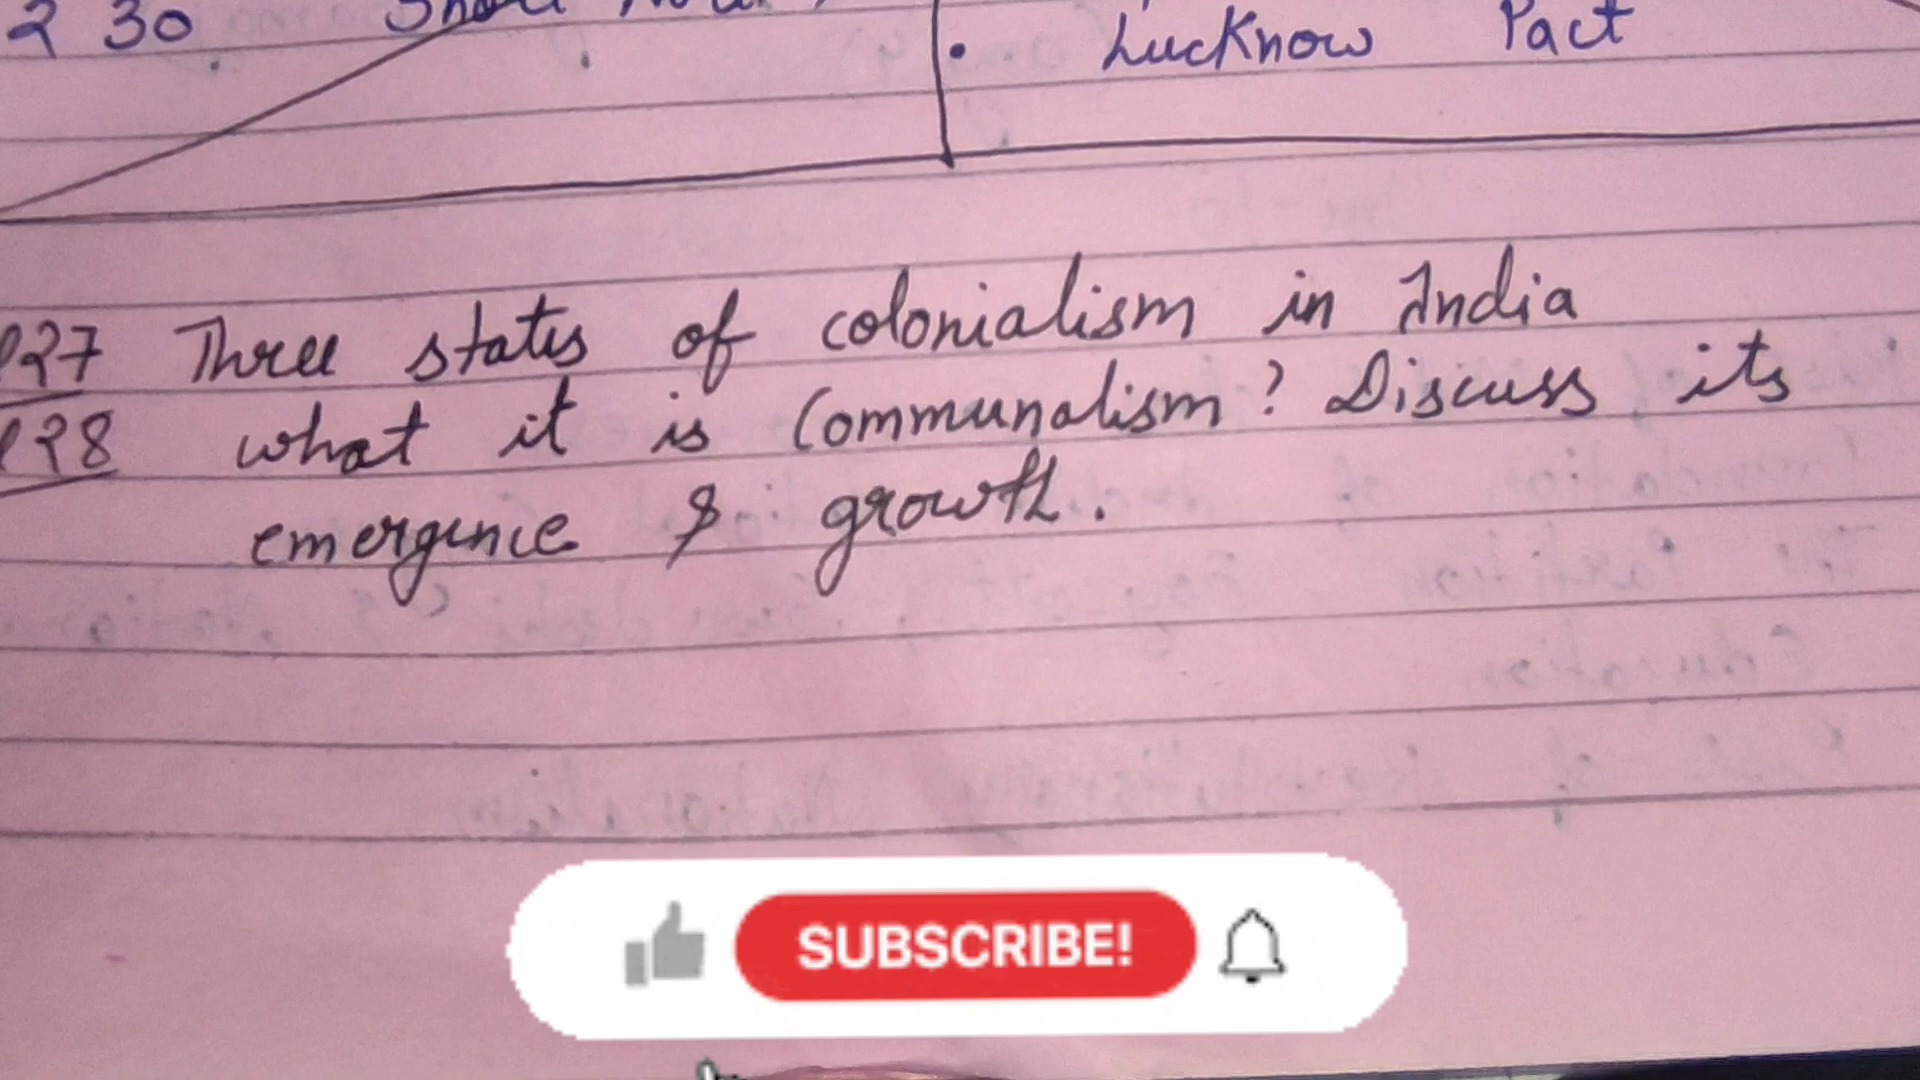 2 30 Short
• Lucknow Pact
Q27 Three states of colonialism in India
Q28 what it is Communalism? Discuss its
emergence & growth.
SUBSCRIBE!